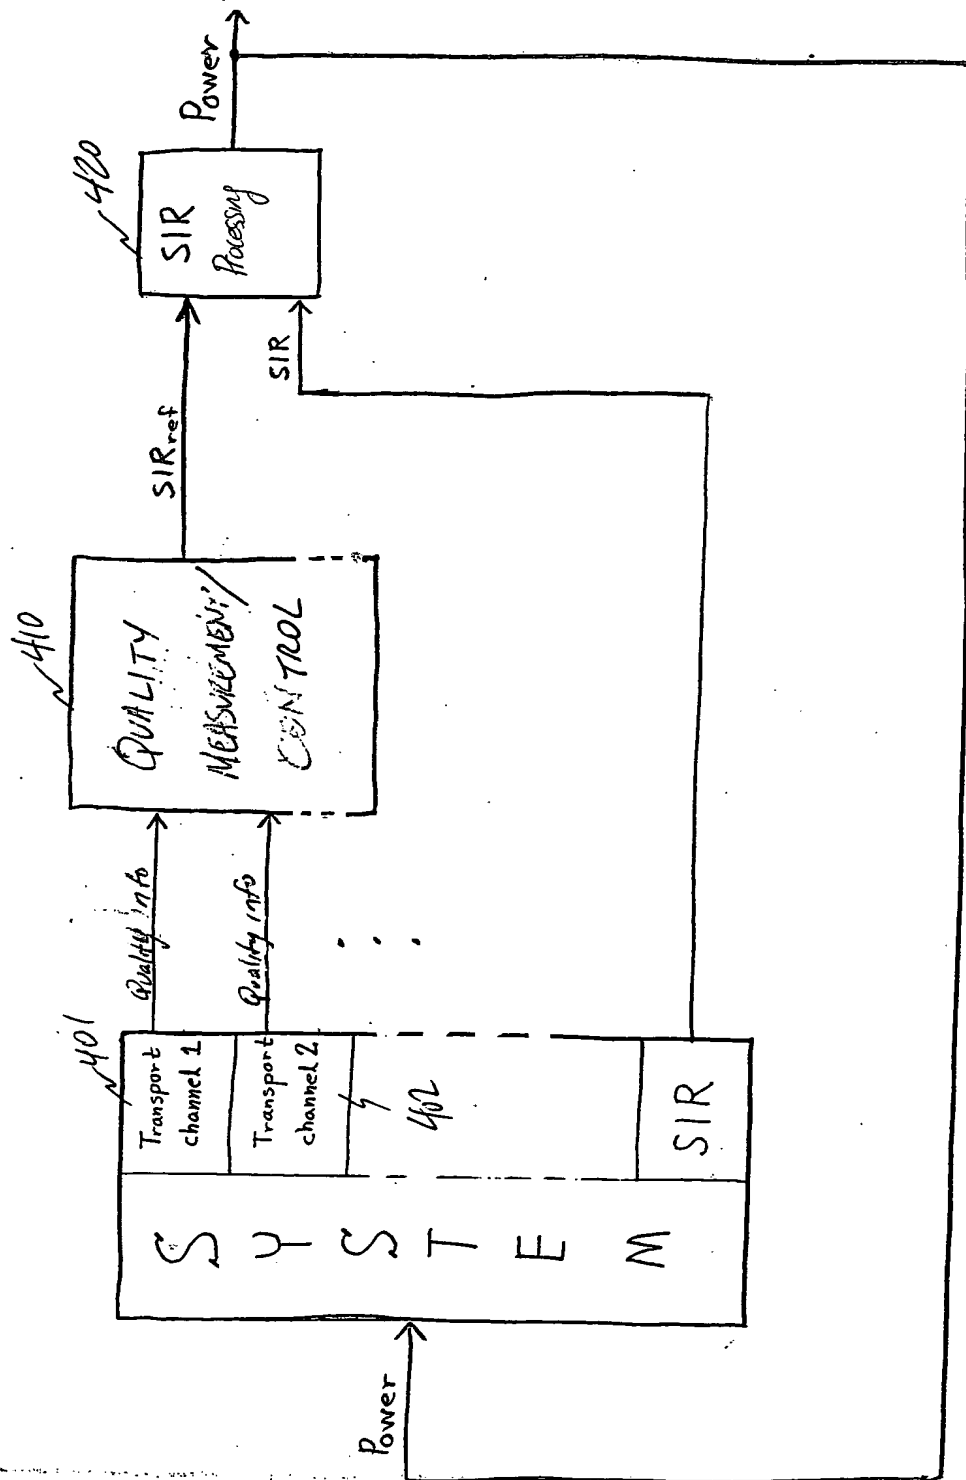 Power
SYSTEM
401
Transport
channel 1
Transport
channel 2
402
SIR
Quality info
Quality info
410
QUALITY
MEASUREMENT/
CONTROL
SIRref
SIR
420
SIR
Processing
Power